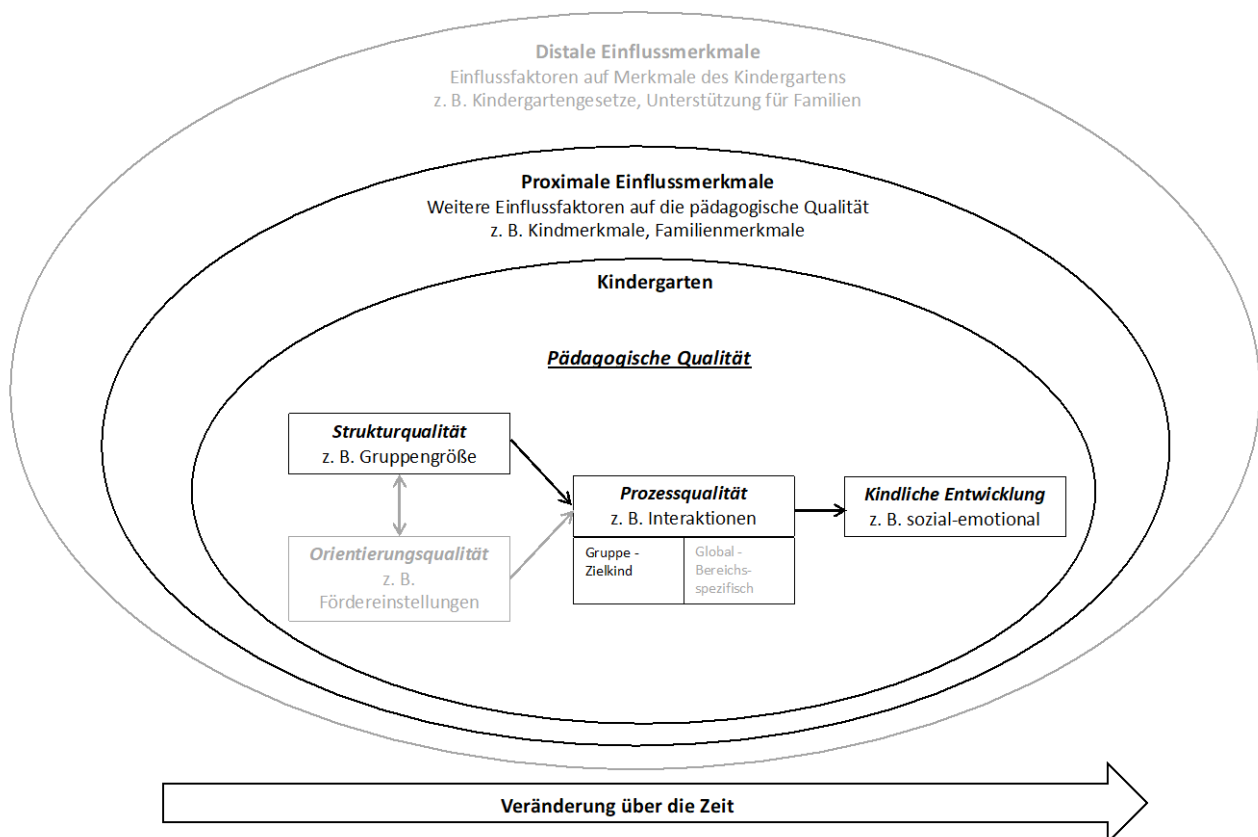 Distale Einflussmerkmale
Einflussfaktoren auf Merkmale des Kindergartens
z. B. Kindergartengesetze, Unterstützung für Familien
Proximale Einflussmerkmale
Weitere Einflussfaktoren auf die pädagogische Qualität
z. B. Kindmerkmale, Familienmerkmale
Kindergarten
Pädagogische Qualität
Strukturqualität
z. B. Gruppengröße
Orientierungsqualität
z. B.
Fördereinstellungen
Prozessqualität
z. B. Interaktionen
Gruppe -
Zielkind
Global -
Bereichs-
spezifisch
Kindliche Entwicklung
z. B. sozial-emotional
Veränderung über die Zeit